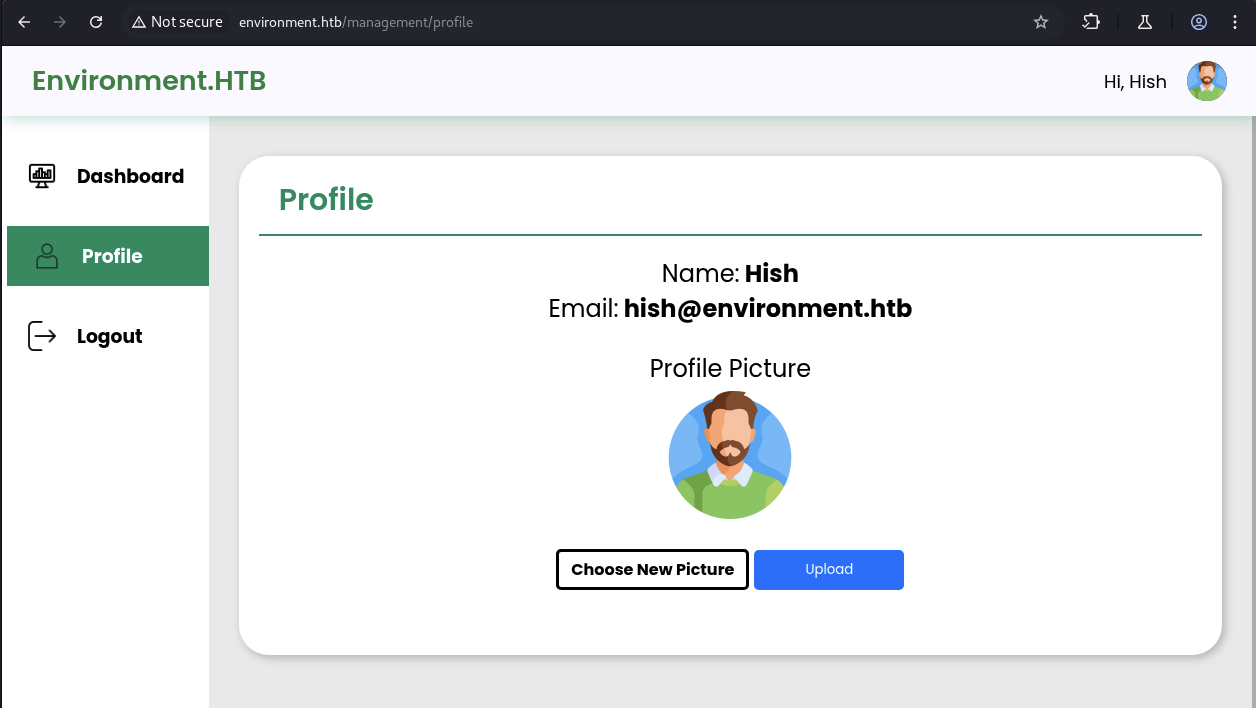 Not secure environment.htb/management/profile
Environment.HTB
Hi, Hish
Dashboard
Profile
Logout
Profile
Name: Hish
Email: hish@environment.htb
Profile Picture
Choose New Picture Upload